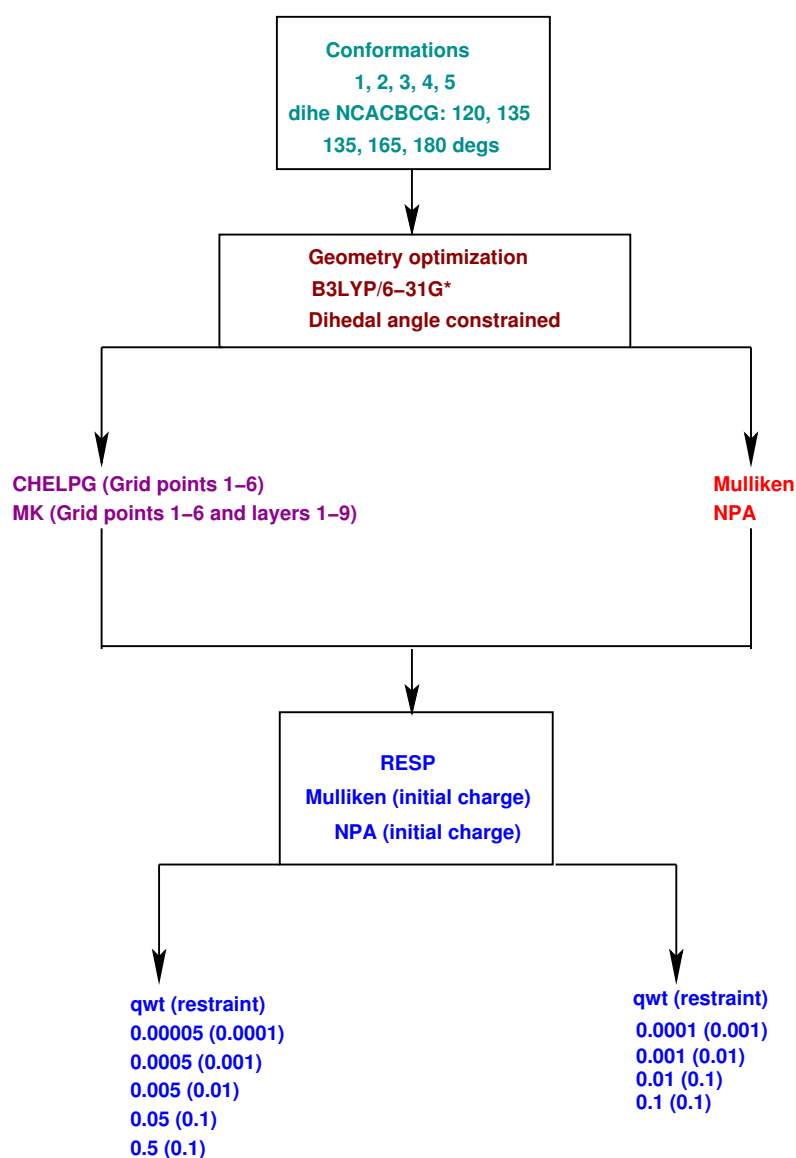 Conformations
1, 2, 3, 4, 5
dihe NCACBCG: 120, 135
135, 165, 180 degs
Geometry optimization
B3LYP/6−31G*
Dihedal angle constrained
CHELPG (Grid points 1−6)
MK (Grid points 1−6 and layers 1−9)
Mulliken
NPA
RESP
Mulliken (initial charge)
NPA (initial charge)
qwt (restraint)
0.00005 (0.0001)
0.0005 (0.001)
0.005 (0.01)
0.05 (0.1)
0.5 (0.1)
qwt (restraint)
0.0001 (0.001)
0.001 (0.01)
0.01 (0.1)
0.1 (0.1)